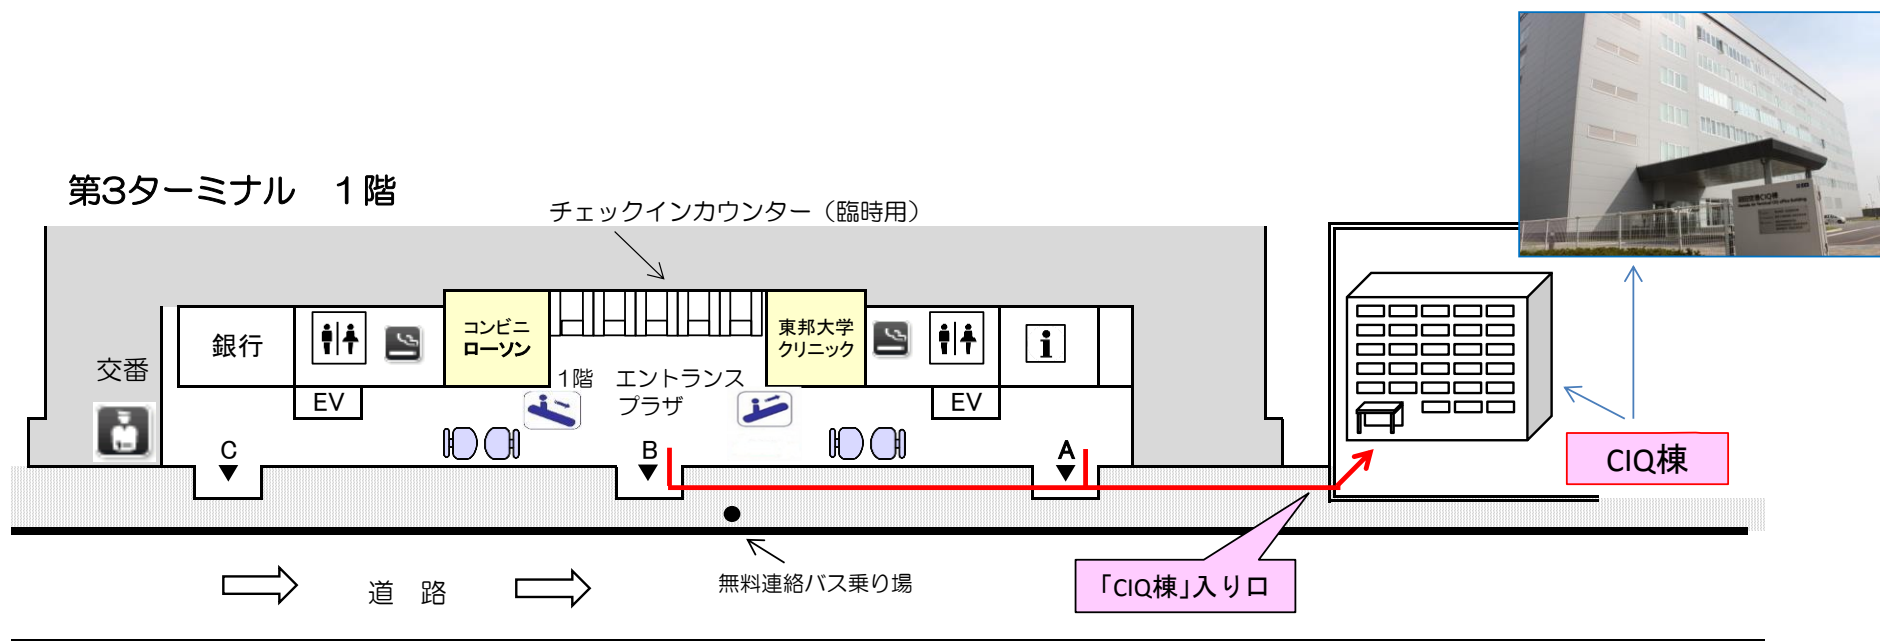 第3ターミナル 1階
チェックインカウンター（臨時用）
銀行
コンビニ
ローソン
東邦大学
クリニック
交番
EV
1階 エントランス
プラザ
EV
C
B
A
CIQ棟
「CIQ棟」入り口
無料連絡バス乗り場
道 路